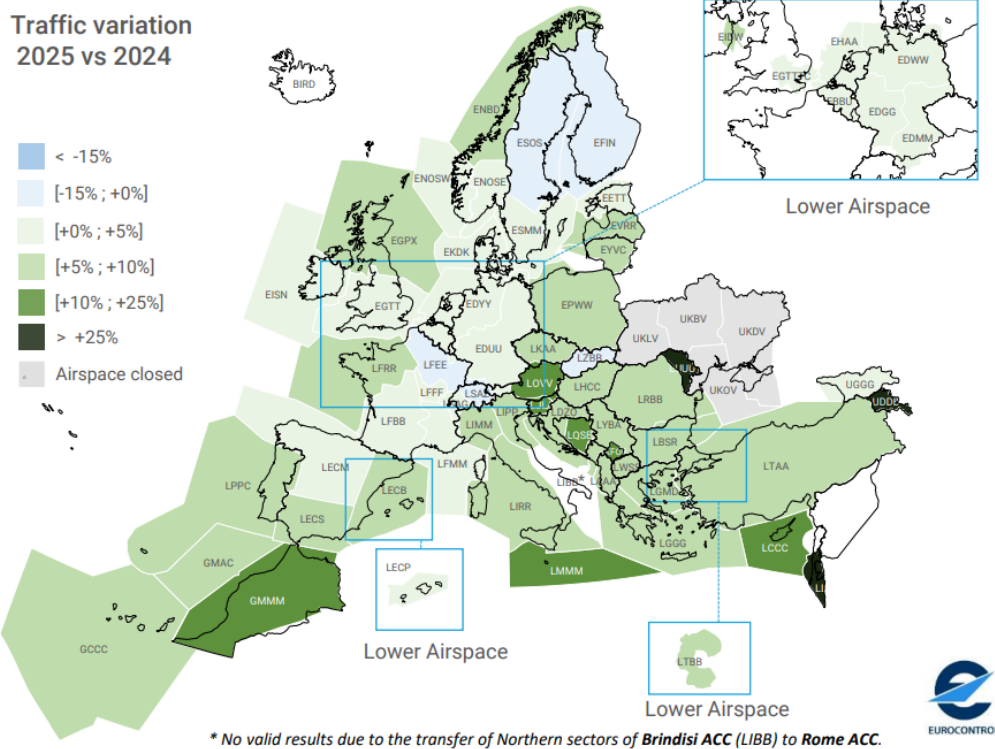 Traffic variation
2025 vs 2024
< -15%
[-15% ; +0%]
[+0% ; +5%]
[+5% ; +10%]
[+10% ; +25%]
> +25%
Airspace closed
BIRD
ENBD
ESOS
EFIN
ENOSW
ENOSE
EETT
EVRR
EYVC
ESMM
EGPX
EKDK
EISN
EGTT
EDYY
EPWW
UKBV
UKLV
UKDV
EDUU
LKAA
LZBB
LFRR
LFEE
LOVV
LHCC
UKOV
UGGG
LFFF
LRBB
LFBB
LIMM
LIPP
LDZO
LQSB
LYBA
LBSR
LTAA
LECM
LFMM
LIBB*
LWSS
LPPC
LECB
LIRR
LGMD
LECS
LGGG
LCCC
GMAC
LMMM
GMMM
GCCC
EIDW
EHAA
EDWW
EGTTTC
EBBU
EDGG
EDMM
Lower Airspace
LECP
Lower Airspace
LTBB
Lower Airspace
EUROCONTRO
* No valid results due to the transfer of Northern sectors of Brindisi ACC (LIBB) to Rome ACC.